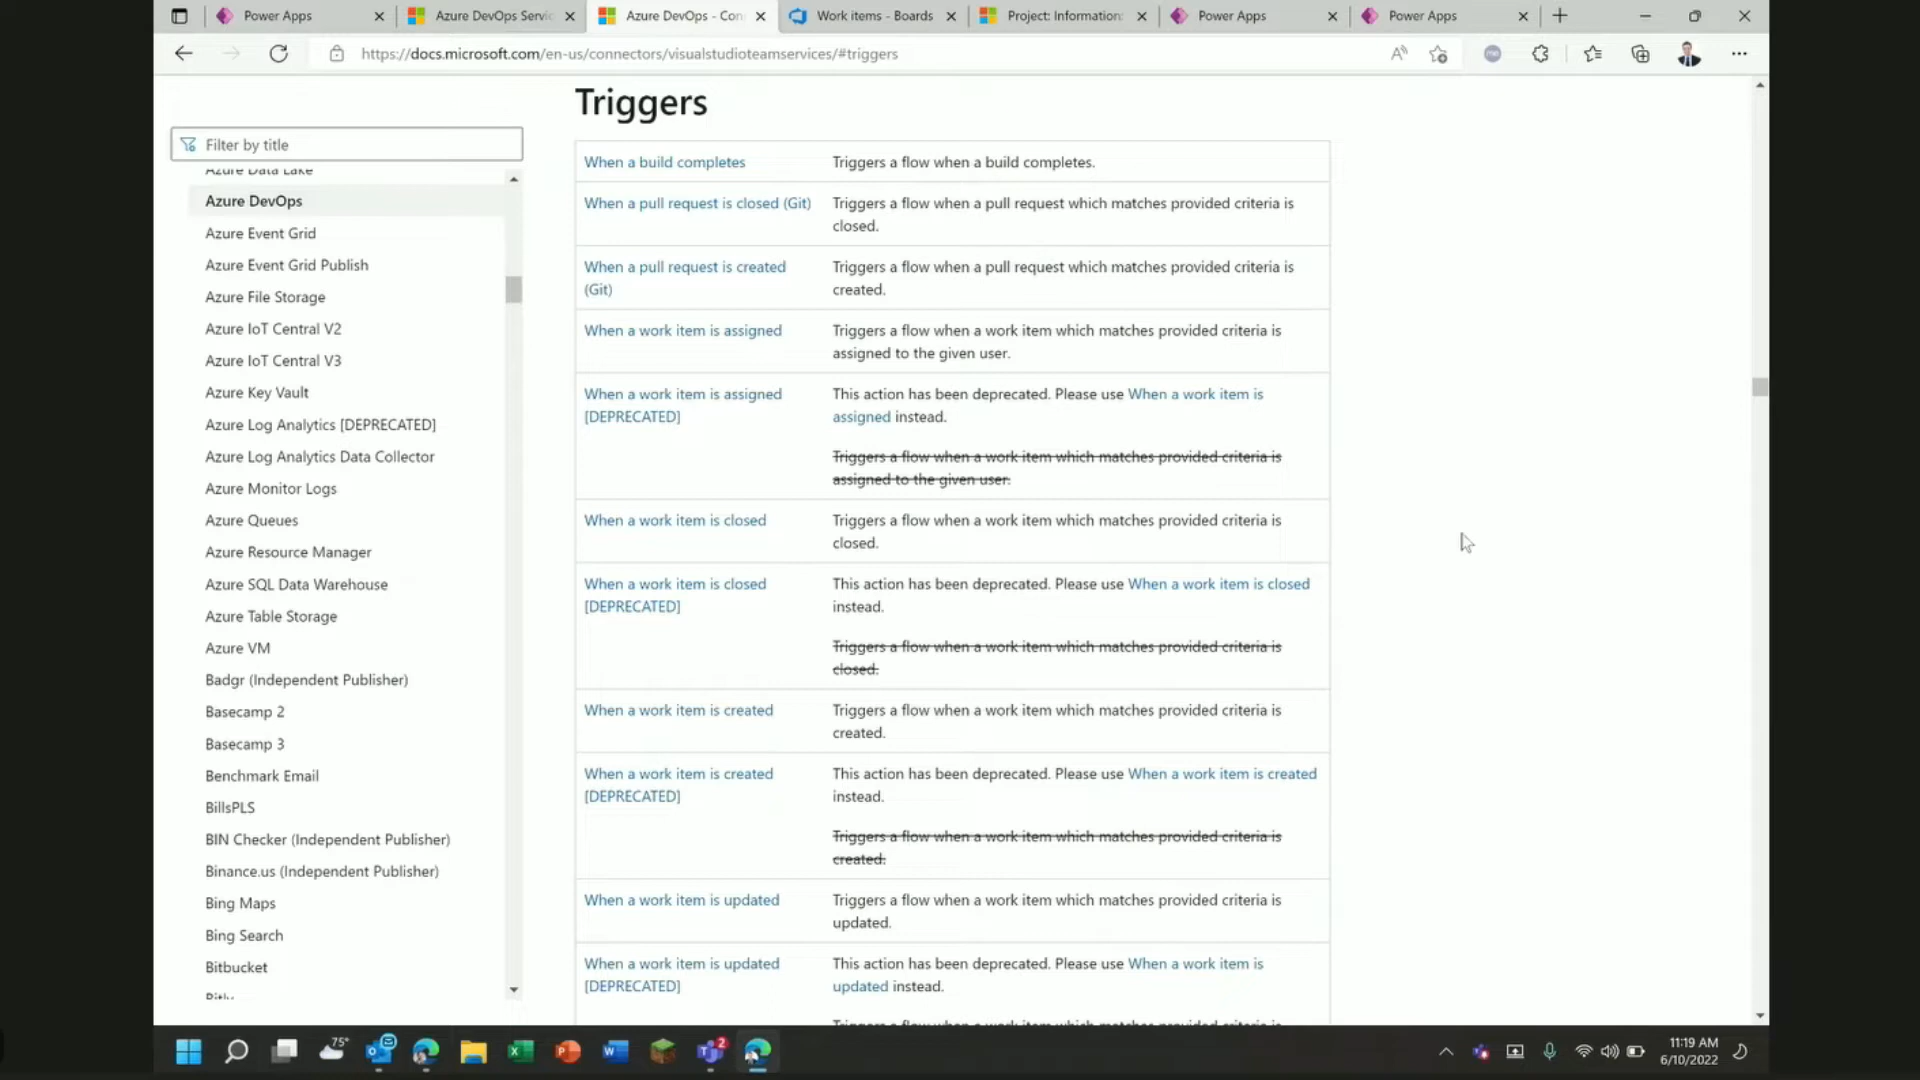 Power Apps
Azure DevOps Servic
Azure DevOps - Con
Work items - Boards
Project: Information
Power Apps
Power Apps
https://docs.microsoft.com/en-us/connectors/visualstudioteamservices/#triggers
Filter by title
Azure Data Lake
Azure DevOps
Azure Event Grid
Azure Event Grid Publish
Azure File Storage
Azure IoT Central V2
Azure IoT Central V3
Azure Key Vault
Azure Log Analytics [DEPRECATED]
Azure Log Analytics Data Collector
Azure Monitor Logs
Azure Queues
Azure Resource Manager
Azure SQL Data Warehouse
Azure Table Storage
Azure VM
Badgr (Independent Publisher)
Basecamp 2
Basecamp 3
Benchmark Email
BillsPLS
BIN Checker (Independent Publisher)
Binance.us (Independent Publisher)
Bing Maps
Bing Search
Bitbucket
Bitly
Triggers
When a build completes
Triggers a flow when a build completes.
When a pull request is closed (Git)
Triggers a flow when a pull request which matches provided criteria is
closed.
When a pull request is created
(Git)
Triggers a flow when a pull request which matches provided criteria is
created.
When a work item is assigned
Triggers a flow when a work item which matches provided criteria is
assigned to the given user.
When a work item is assigned
[DEPRECATED]
This action has been deprecated. Please use When a work item is
assigned instead.
Triggers a flow when a work item which matches provided criteria is
assigned to the given user.
When a work item is closed
Triggers a flow when a work item which matches provided criteria is
closed.
When a work item is closed
[DEPRECATED]
This action has been deprecated. Please use When a work item is closed
instead.
Triggers a flow when a work item which matches provided criteria is
closed.
When a work item is created
Triggers a flow when a work item which matches provided criteria is
created.
When a work item is created
[DEPRECATED]
This action has been deprecated. Please use When a work item is created
instead.
Triggers a flow when a work item which matches provided criteria is
created.
When a work item is updated
Triggers a flow when a work item which matches provided criteria is
updated.
When a work item is updated
[DEPRECATED]
This action has been deprecated. Please use When a work item is
updated instead.
Triggers a flow when a work item which matches provided criteria is
75°
2
11:19 AM
6/10/2022